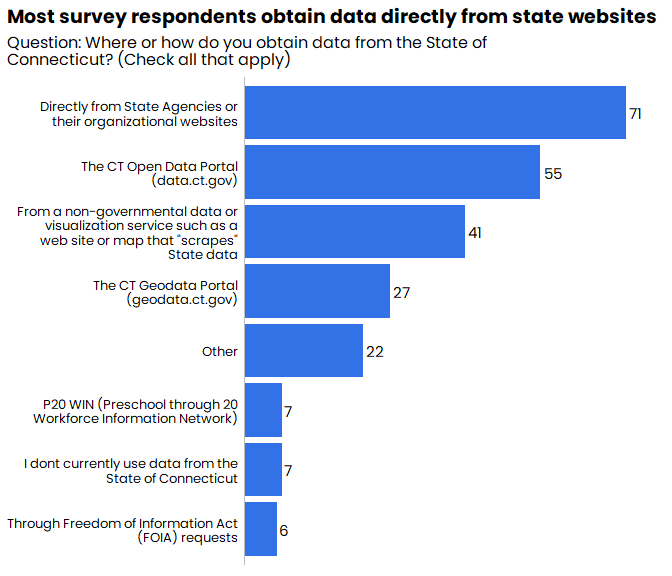 Most survey respondents obtain data directly from state websites
Question: Where or how do you obtain data from the State of
Connecticut? (Check all that apply)
Directly from State Agencies or
their organizational websites
71
The CT Open Data Portal
(data.ct.gov)
55
From a non-governmental data or
visualization service such as a
web site or map that "scrapes"
State data
41
The CT Geodata Portal
(geodata.ct.gov)
27
Other
22
P20 WIN (Preschool through 20
Workforce Information Network)
7
I dont currently use data from the
State of Connecticut
7
Through Freedom of Information Act
(FOIA) requests
6